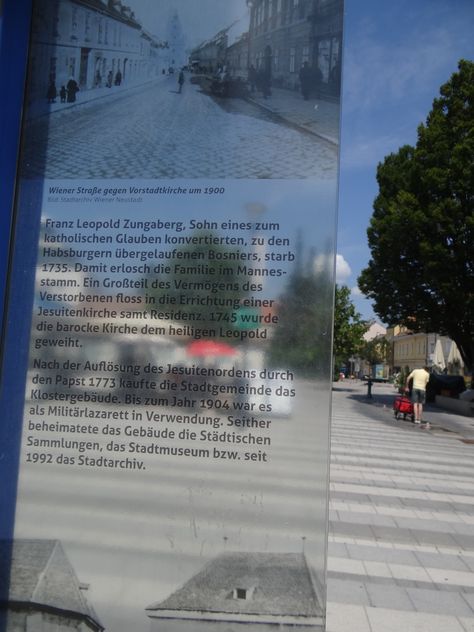 Wiener Straße gegen Vorstadtkirche um 1900
Bild: Stadtarchiv Wiener Neustadt
Franz Leopold Zungaberg, Sohn eines zum
katholischen Glauben konvertierten, zu den
Habsburgern übergelaufenen Bosniers, starb
1735. Damit erlosch die Familie im Mannes-
stamm. Ein Großteil des Vermögens des
Verstorbenen floss in die Errichtung einer
Jesuitenkirche samt Residenz. 1745 wurde
die barocke Kirche dem heiligen Leopold
geweiht.
Nach der Auflösung des Jesuitenordens durch
den Papst 1773 kaufte die Stadtgemeinde das
Klostergebäude. Bis zum Jahr 1904 war es
als Militärlazarett in Verwendung. Seither
beheimatete das Gebäude die Städtischen
Sammlungen, das Stadtmuseum bzw. seit
1992 das Stadtarchiv.